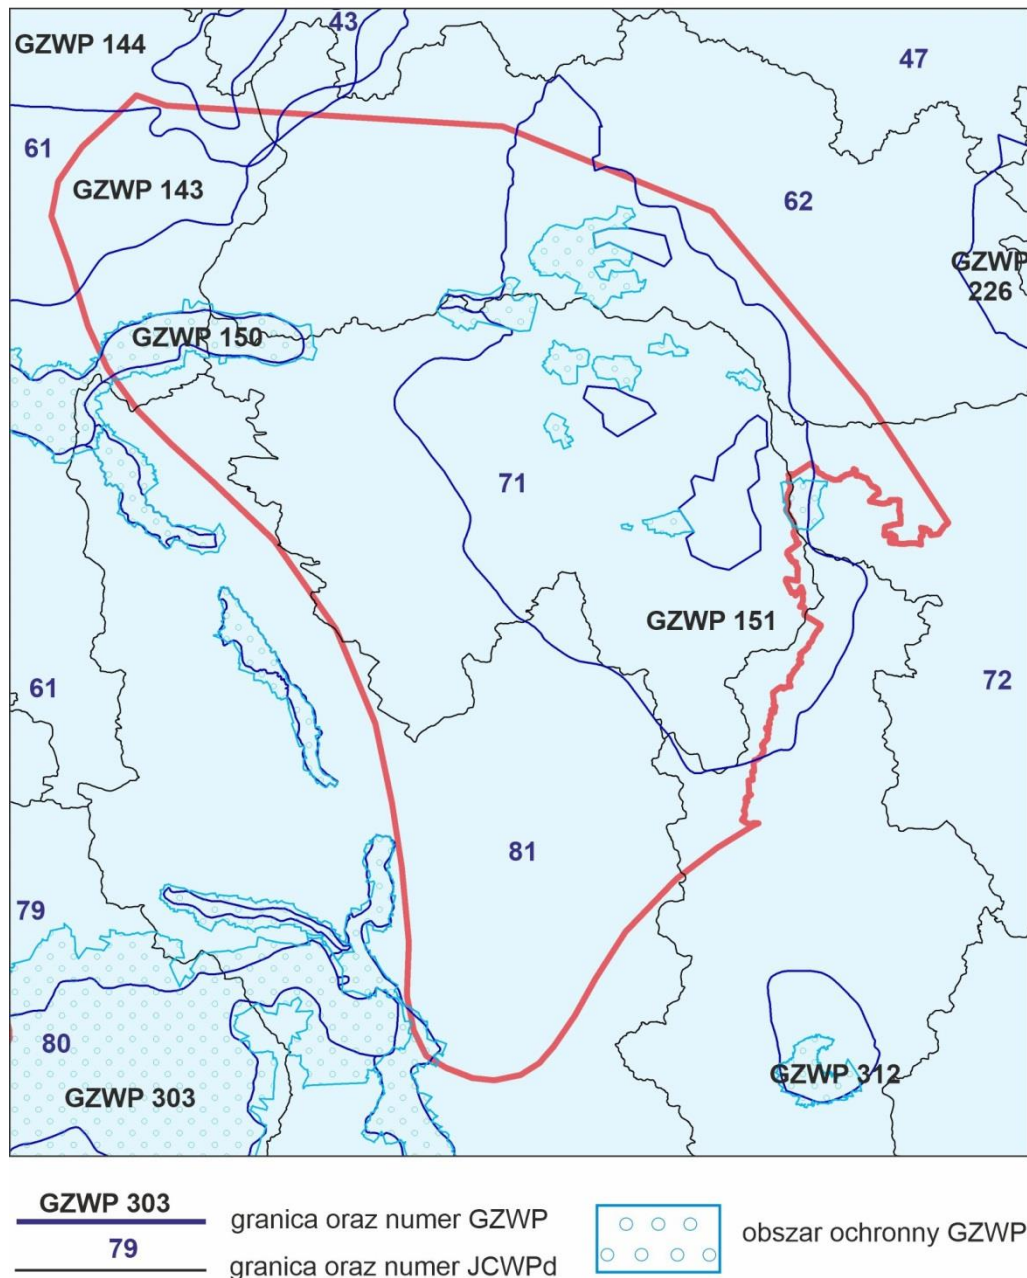 43
GZWP 144
47
61
GZWP 143
62
GZWP
226
GZWP 150
71
GZWP 151
61
72
81
79
80
GZWP 312
GZWP 303
GZWP 303
granica oraz numer GZWP
79
granica oraz numer JCWPd
obszar ochronny GZWP